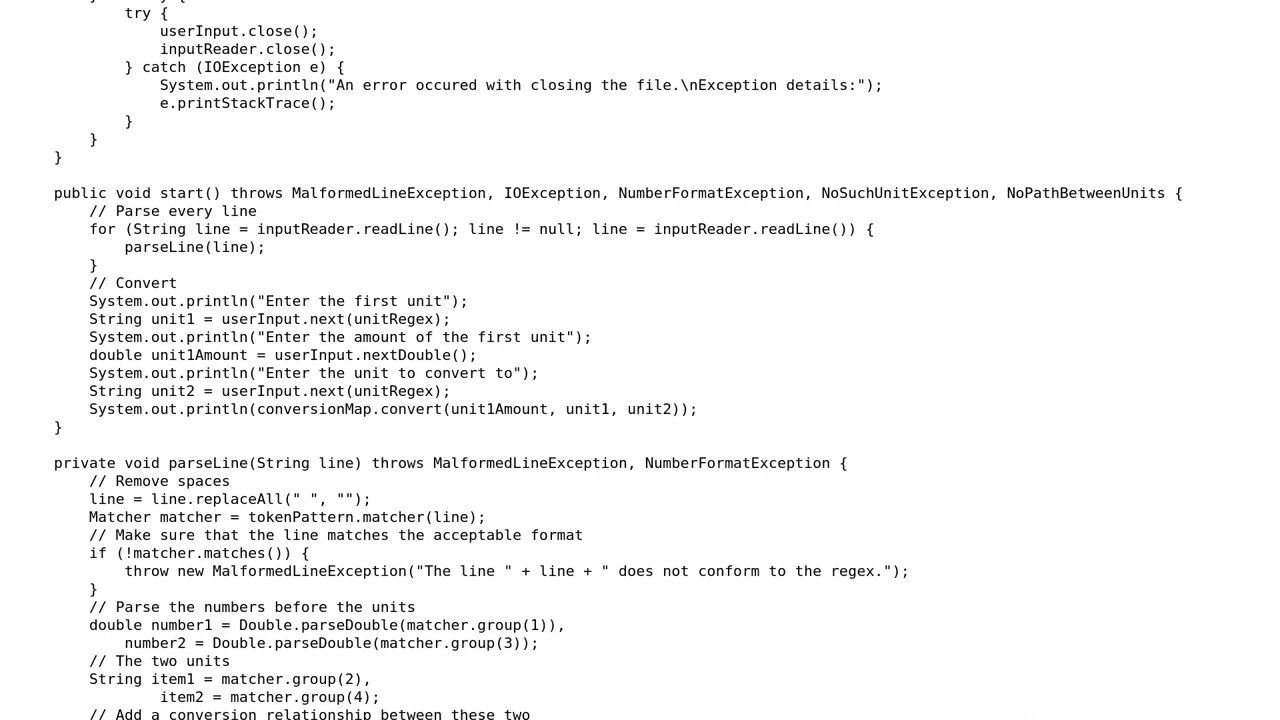 try {
userInput.close();
inputReader.close();
} catch (IOException e) {
System.out.println("An error occured with closing the file.\nException details:");
e.printStackTrace();
}
}
}
public void start() throws MalformedLineException, IOException, NumberFormatException, NoSuchUnitException, NoPathBetweenUnits {
// Parse every line
for (String line = inputReader.readLine(); line != null; line = inputReader.readLine()) {
parseLine(line);
}
// Convert
System.out.println("Enter the first unit");
String unit1 = userInput.next(unitRegex);
System.out.println("Enter the amount of the first unit");
double unit1Amount = userInput.nextDouble();
System.out.println("Enter the unit to convert to");
String unit2 = userInput.next(unitRegex);
System.out.println(conversionMap.convert(unit1Amount, unit1, unit2));
}
private void parseLine(String line) throws MalformedLineException, NumberFormatException {
// Remove spaces
line = line.replaceAll(" ", "");
Matcher matcher = tokenPattern.matcher(line);
// Make sure that the line matches the acceptable format
if (!matcher.matches()) {
throw new MalformedLineException("The line " + line + " does not conform to the regex.");
}
// Parse the numbers before the units
double number1 = Double.parseDouble(matcher.group(1)),
number2 = Double.parseDouble(matcher.group(3));
// The two units
String item1 = matcher.group(2),
item2 = matcher.group(4);
// Add a conversion relationship between these two